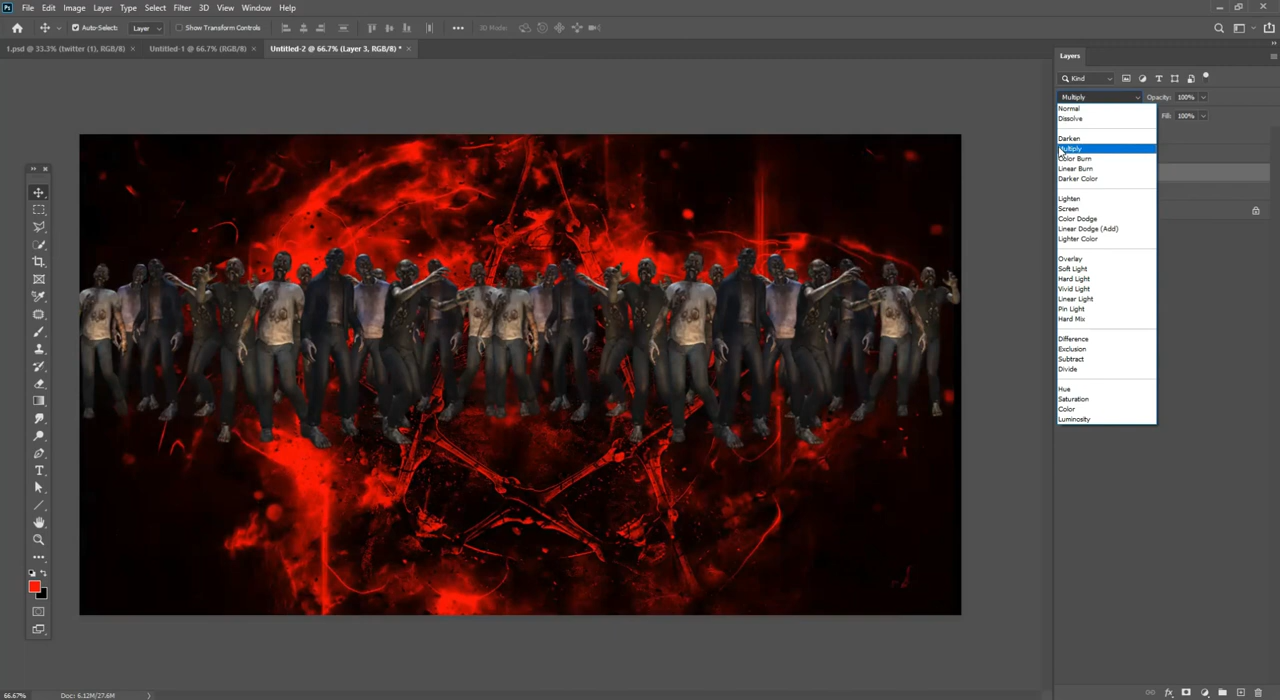 Ps File Edit Image Layer Type Select Filter 3D View Window Help
Auto-Select: Layer Show Transform Controls 3D Mode:
1.psd @ 33.3% (twitter (1), RGB/8) × Untitled-1 @ 66.7% (RGB/8) × Untitled-2 @ 66.7% (Layer 3, RGB/8) * ×
Layers
Kind
Multiply Opacity: 100%
Normal
Fill: 100%
Dissolve
Darken
Multiply
Color Burn
Linear Burn
Darker Color
Lighten
Screen
Color Dodge
Linear Dodge (Add)
Lighter Color
Overlay
Soft Light
Hard Light
Vivid Light
Linear Light
Pin Light
Hard Mix
Difference
Exclusion
Subtract
Divide
Hue
Saturation
Color
Luminosity
66.67% Doc: 6.12M/27.6M